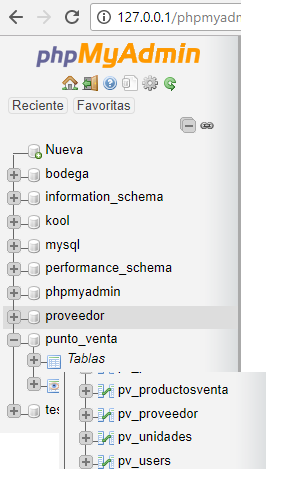 127.0.0.1/phpmyadm
phpMyAdmin
Reciente Favoritas
Nueva
bodega
information_schema
kool
mysql
performance_schema
phpmyadmin
proveedor
punto_venta
Tablas
tes
pv_productosventa
pv_proveedor
pv_unidades
pv_users